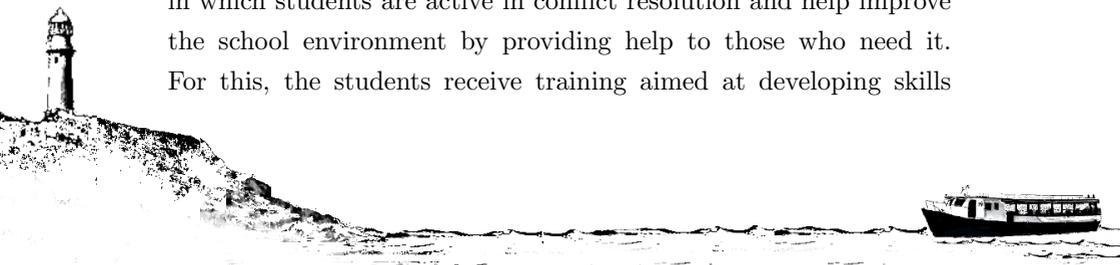 in which students are active in conflict resolution and help improve
the school environment by providing help to those who need it.
For this, the students receive training aimed at developing skills